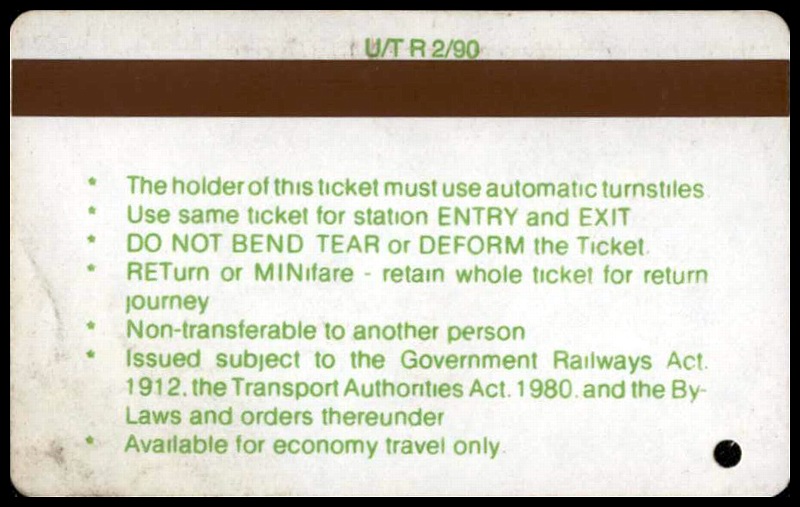 U/T R 2/90
* The holder of this ticket must use automatic turnstiles.
* Use same ticket for station ENTRY and EXIT
* DO NOT BEND TEAR or DEFORM the Ticket.
* RETurn or MINifare - retain whole ticket for return
journey
* Non-transferable to another person
* Issued subject to the Government Railways Act.
1912. the Transport Authorities Act. 1980. and the By-
Laws and orders thereunder
* Available for economy travel only.